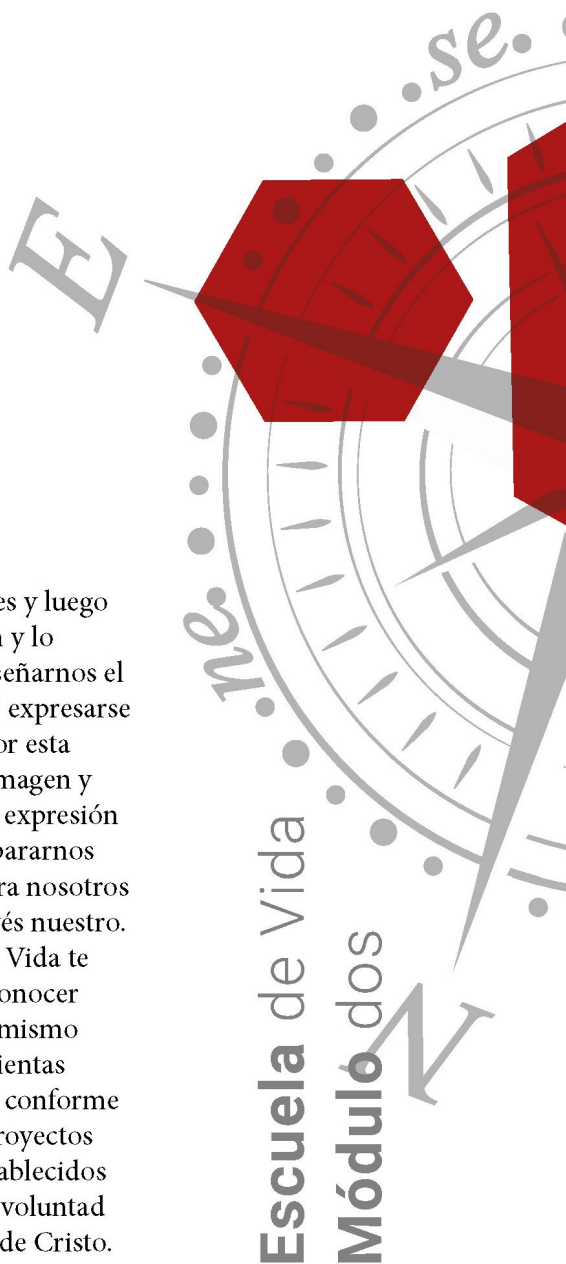 se.
E
es y luego
n y lo
señarnos el
expresarse
or esta
magen y
expresión
pararnos
ra nosotros
vés nuestro.
Vida te
onocer
mismo
ientas
conforme
royectos
ablecidos
voluntad
de Cristo.
ne.
Escuela de Vida
Módulo dos
N